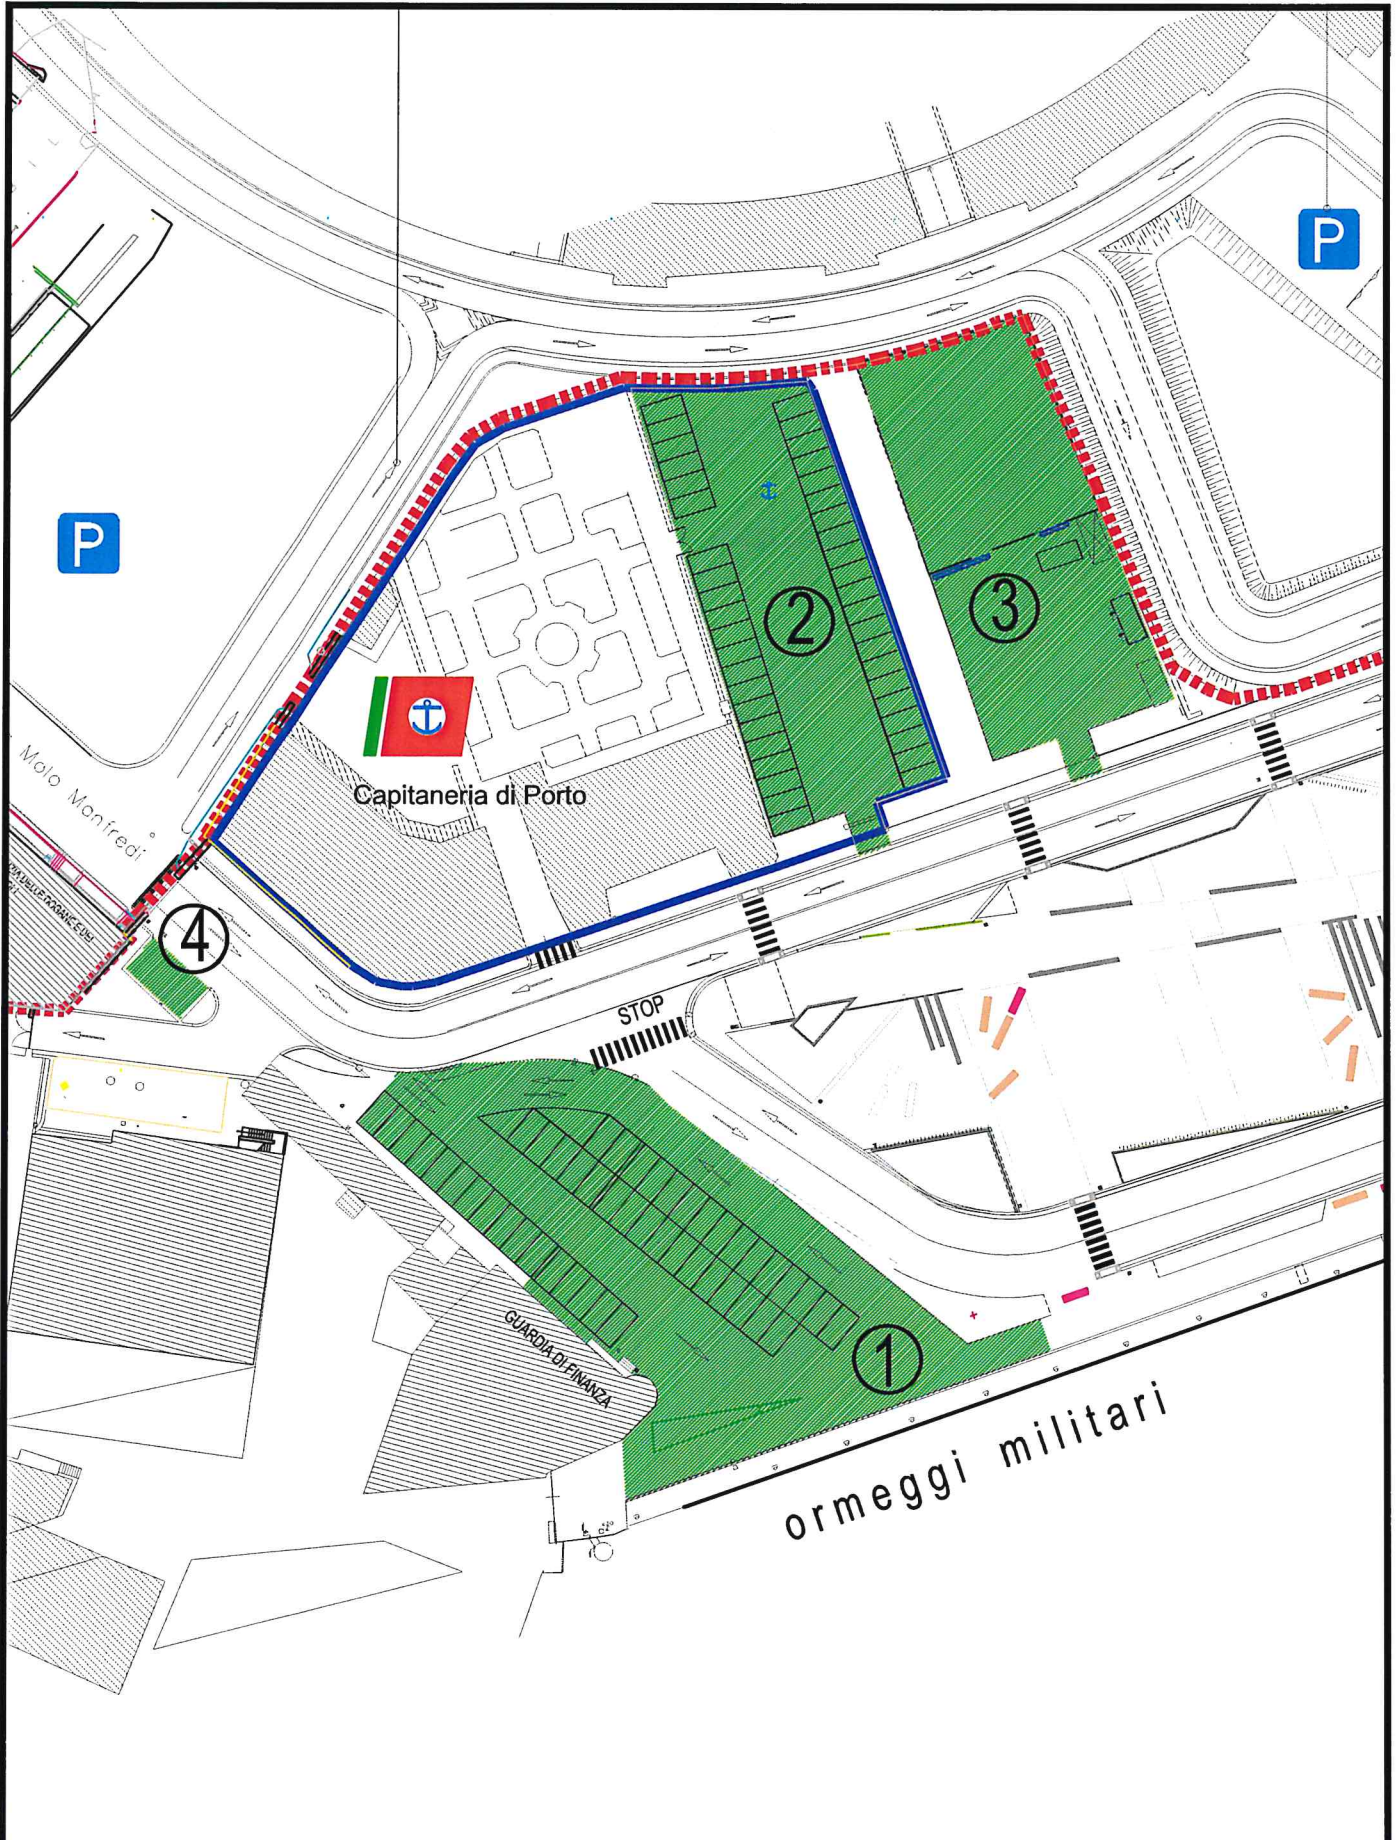 P
P
②
③
Capitaneria di Porto
Molo Manfredi
④
STOP
GUARDIA DI FINANZA
①
ormeggi militari